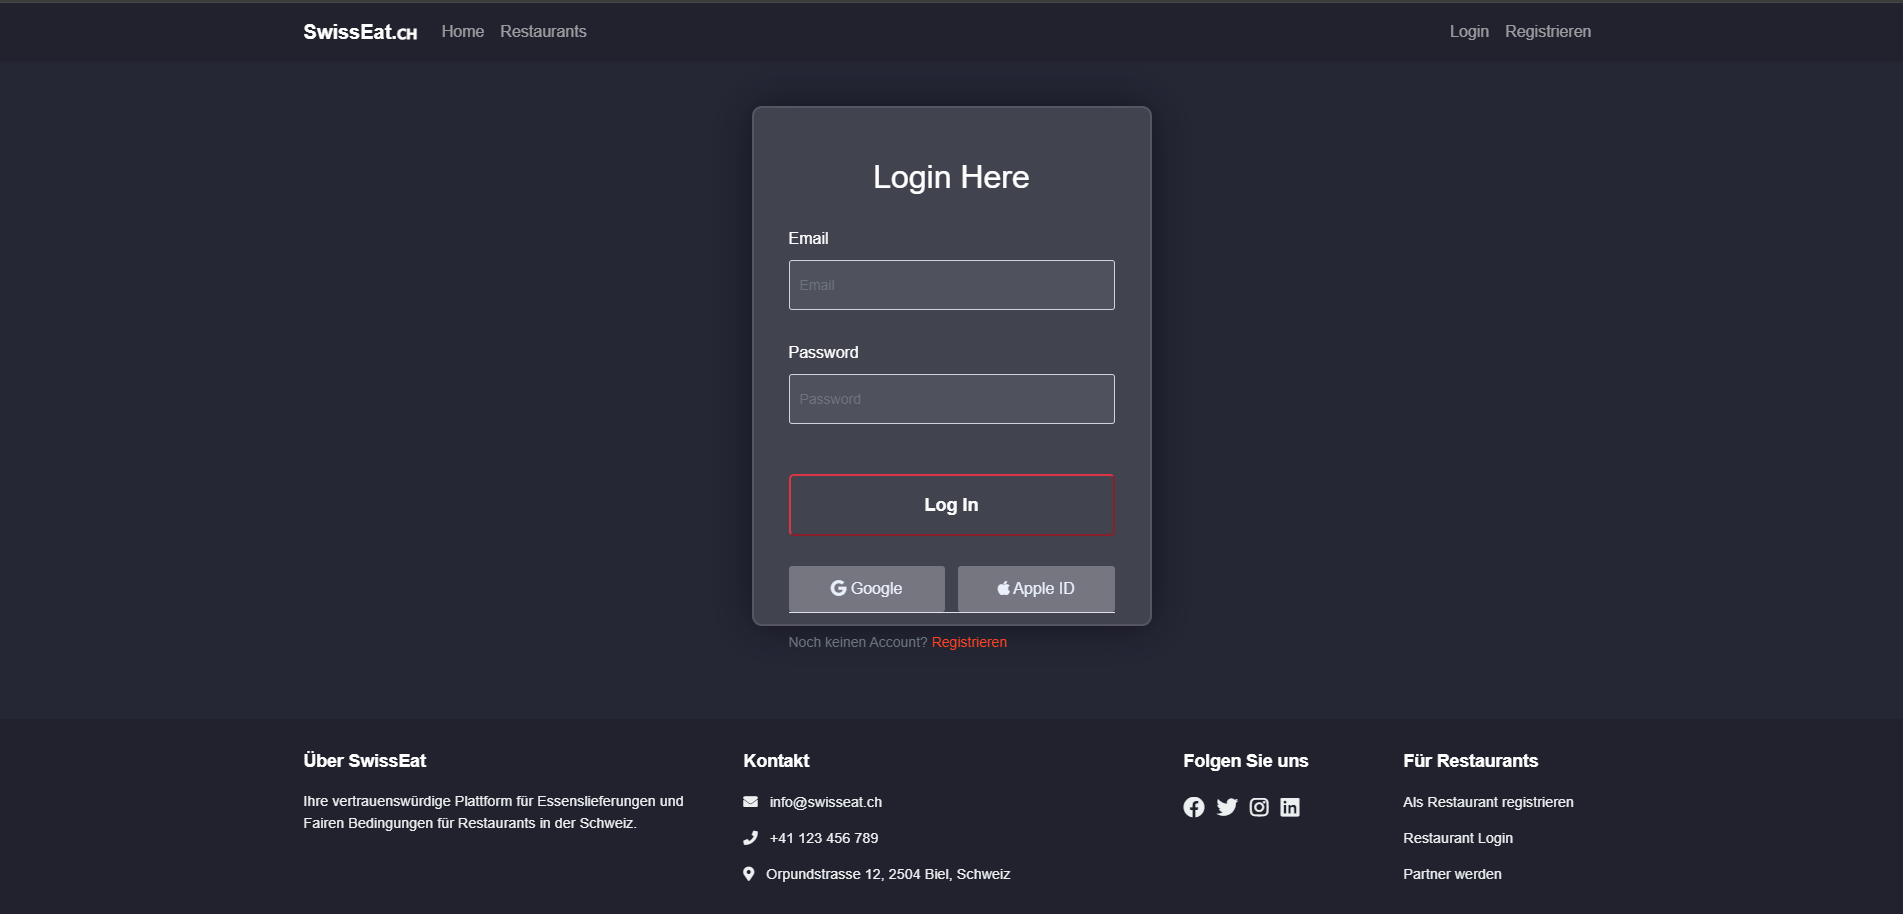 SwissEat.CH Home Restaurants Login Registrieren
Login Here
Email
Email
Password
Password
Log In
Google Apple ID
Noch keinen Account? Registrieren
Über SwissEat
Ihre vertrauenswürdige Plattform für Essenslieferungen und
Fairen Bedingungen für Restaurants in der Schweiz.
Kontakt
info@swisseat.ch
+41 123 456 789
Orpundstrasse 12, 2504 Biel, Schweiz
Folgen Sie uns
Für Restaurants
Als Restaurant registrieren
Restaurant Login
Partner werden